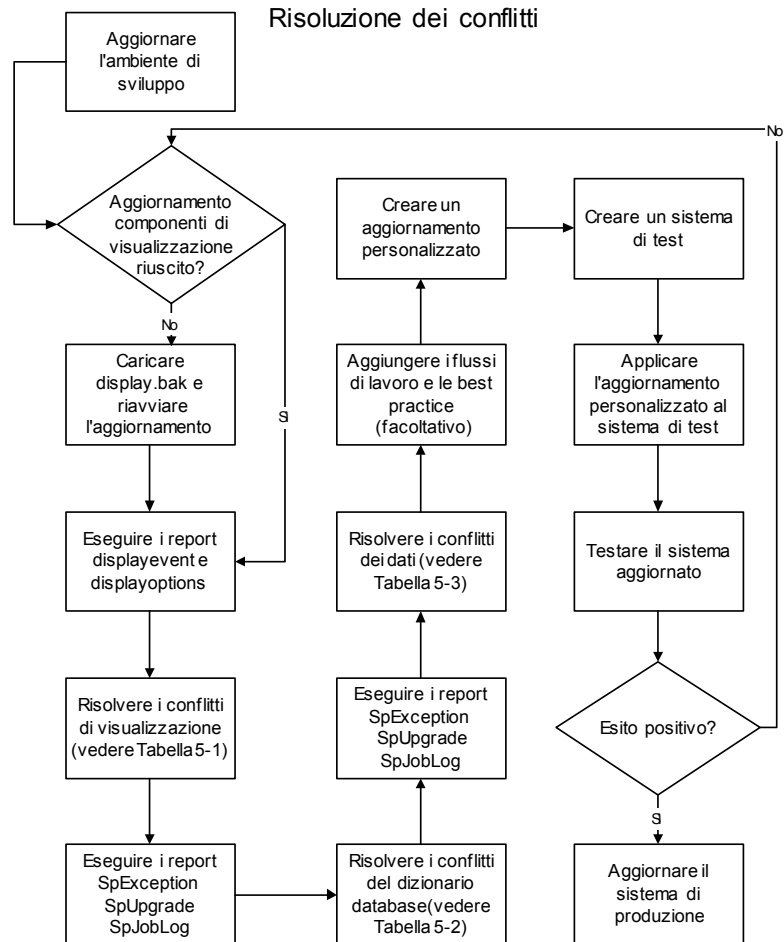 Risoluzione dei conflitti
Aggiornare
l'ambiente di
sviluppo
Aggiornamento
componenti di
visualizzazione
riuscito?
No
Sì
Caricare
display.bak e
riavviare
l'aggiornamento
Eseguire i report
displayevent e
displayoptions
Risolvere i conflitti
di visualizzazione
(vedere Tabella 5-1)
Eseguire i report
SpException
SpUpgrade
SpJobLog
Risolvere i conflitti
del dizionario
database(vedere
Tabella 5-2)
Eseguire i report
SpException
SpUpgrade
SpJobLog
Risolvere i conflitti
dei dati (vedere
Tabella 5-3)
Aggiungere i flussi
di lavoro e le best
practice
(facoltativo)
Creare un
aggiornamento
personalizzato
Creare un sistema
di test
Applicare
l'aggiornamento
personalizzato al
sistema di test
Testare il sistema
aggiornato
Esito positivo?
No
Sì
Aggiornare il
sistema di
produzione